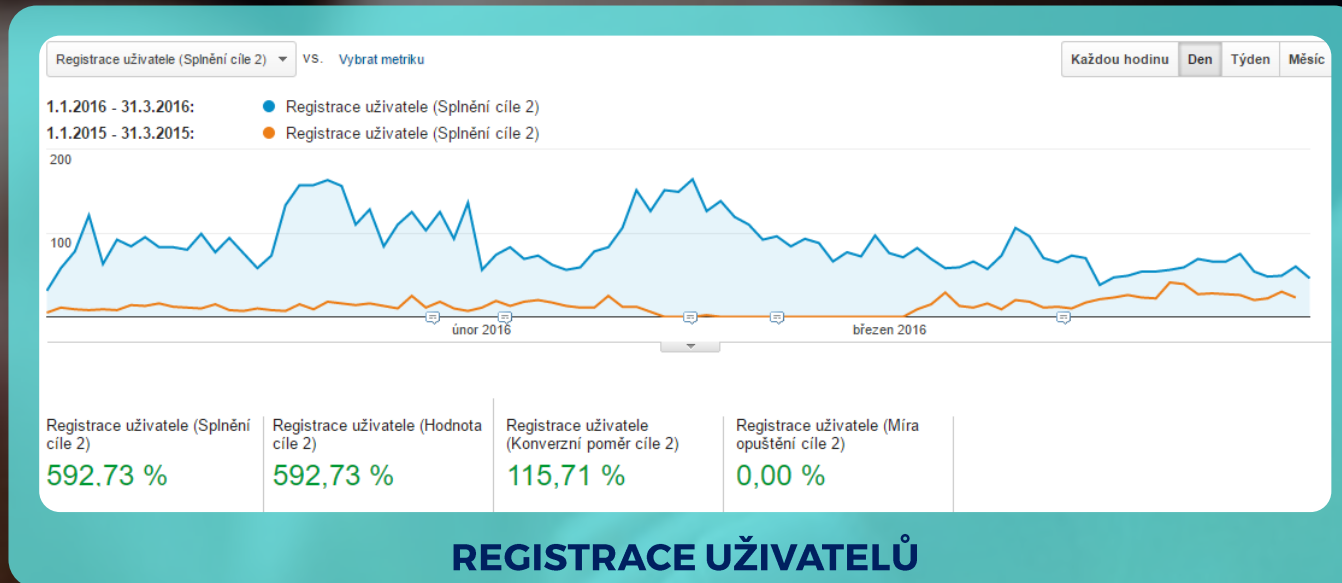 Registrace uživatele (Splnění cíle 2) VS. Vybrat metriku
Každou hodinu Den Týden Měsíc
1.1.2016 - 31.3.2016: Registrace uživatele (Splnění cíle 2)
1.1.2015 - 31.3.2015: Registrace uživatele (Splnění cíle 2)
200
100
únor 2016 březen 2016
Registrace uživatele (Splnění
cíle 2)
592,73 %
Registrace uživatele (Hodnota
cíle 2)
592,73 %
Registrace uživatele
(Konverzní poměr cíle 2)
115,71 %
Registrace uživatele (Míra
opuštění cíle 2)
0,00 %
REGISTRACE UŽIVATELŮ